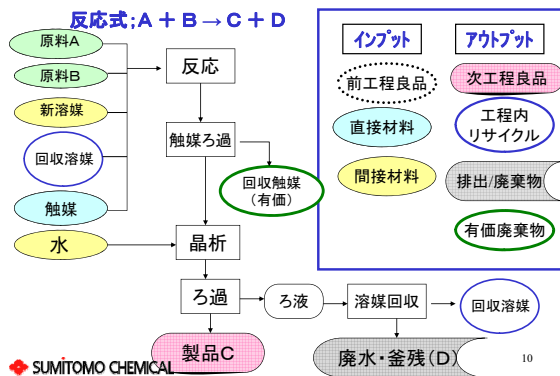 反応式;A + B → C + D
原料A
原料B
新溶媒
回収溶媒
触媒
水
反応
触媒ろ過
回収触媒
(有価)
晶析
ろ過
ろ液
溶媒回収
回収溶媒
製品C
廃水・釜残(D)
インプット
アウトプット
前工程良品
次工程良品
直接材料
工程内
リサイクル
間接材料
排出/廃棄物
有価廃棄物
SUMİTOMO CHEMICAL
10